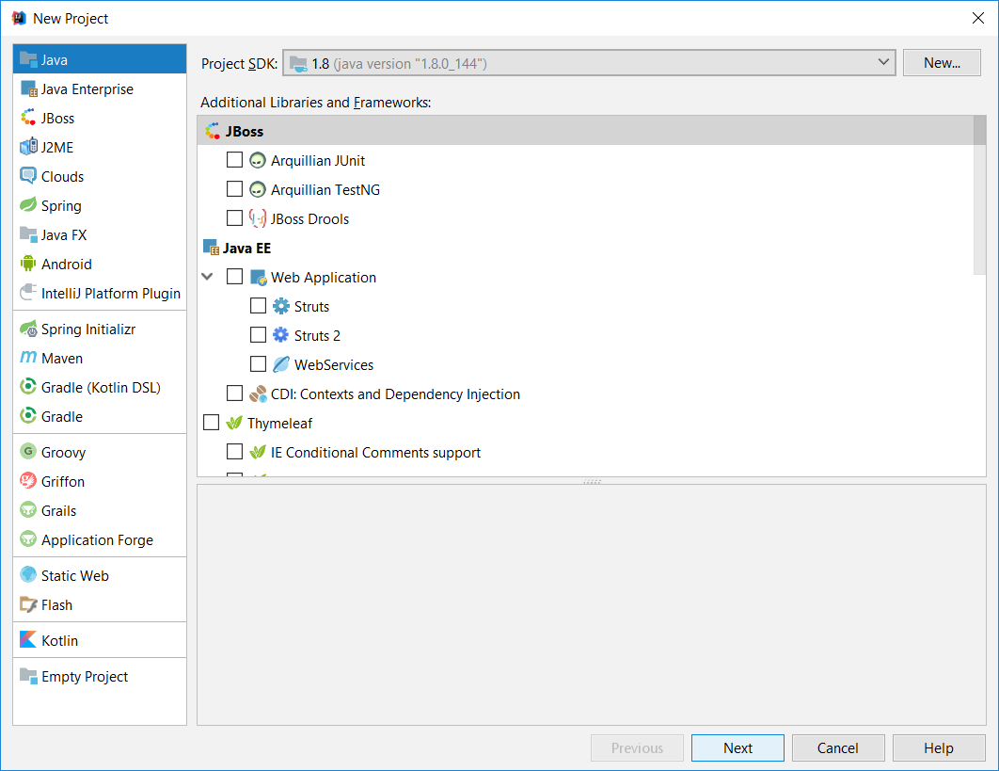 New Project
Java
Java Enterprise
JBoss
J2ME
Clouds
Spring
Java FX
Android
IntelliJ Platform Plugin
Spring Initializr
Maven
Gradle (Kotlin DSL)
Gradle
Groovy
Griffon
Grails
Application Forge
Static Web
Flash
Kotlin
Empty Project
Project SDK: 1.8 (java version "1.8.0_144") New...
Additional Libraries and Frameworks:
JBoss
Arquillian JUnit
Arquillian TestNG
JBoss Drools
Java EE
Web Application
Struts
Struts 2
WebServices
CDI: Contexts and Dependency Injection
Thymeleaf
IE Conditional Comments support
Previous Next Cancel Help